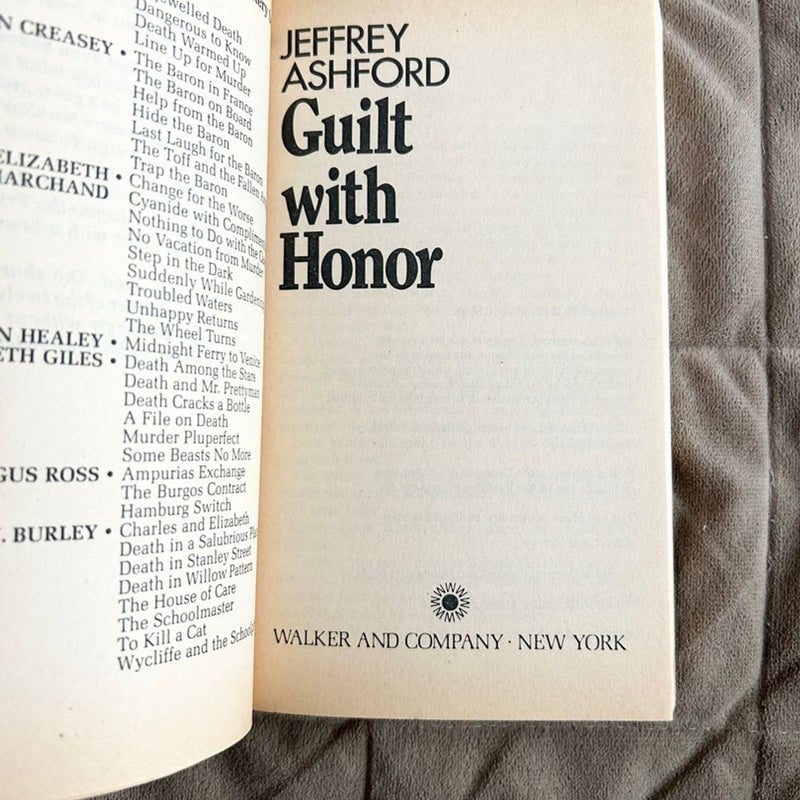 ewelled Death
Dangerous to Know
N CREASEY • Death Warmed Up
Line Up for Murder
The Baron in France
The Baron on Board
Help from the Baron
Hide the Baron
Last Laugh for the Baron
The Toff and the Fallen
Trap the Baron
ELIZABETH • Change for the Worse
MARCHAND Cyanide with Compliments
Nothing to Do with the
No Vacation from Murder
Step in the Dark
Suddenly While Gardening
Troubled Waters
Unhappy Returns
The Wheel Turns
N HEALEY • Midnight Ferry to Venice
ETH GILES • Death Among the Stars
Death and Mr. Prettyman
Death Cracks a Bottle
A File on Death
Murder Pluperfect
Some Beasts No More
GUS ROSS • Ampurias Exchange
The Burgos Contract
Hamburg Switch
. BURLEY • Charles and Elizabeth
Death in a Salubrious
Death in Stanley Street
Death in Willow Pattern
The House of Care
The Schoolmaster
To Kill a Cat
Wycliffe and the
JEFFREY
ASHFORD
Guilt
with
Honor
WALKER AND COMPANY · NEW YORK